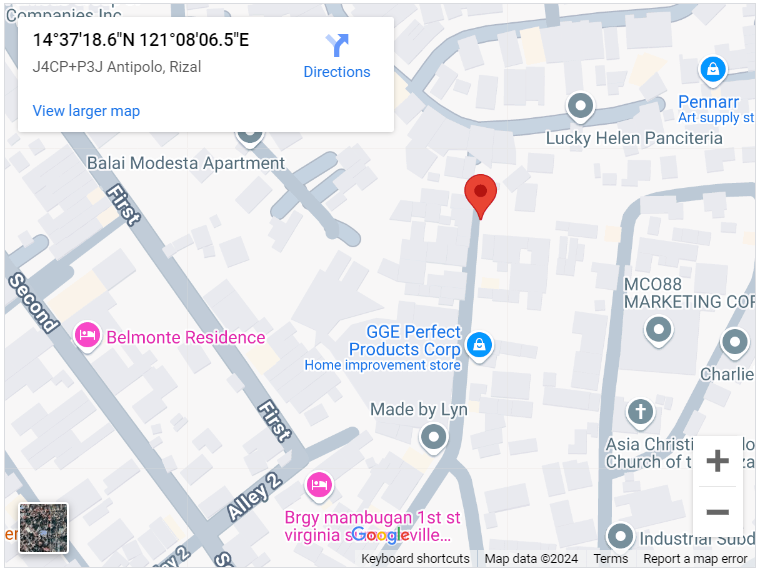 Companies Inc
14°37'18.6"N 121°08'06.5"E
J4CP+P3J Antipolo, Rizal
Directions
View larger map
Pennarr
Art supply st
Lucky Helen Panciteria
Balai Modesta Apartment
First
Second
MCO88
MARKETING COR
Belmonte Residence
GGE Perfect
Products Corp
Home improvement store
Charlie
Made by Lyn
First
Asia Christi
Church of t
Alley 2
Brgy mambugan 1st st
virginia s
ville...
Google
Industrial Subd
Keyboard shortcuts
Map data ©2024
Terms
Report a map error